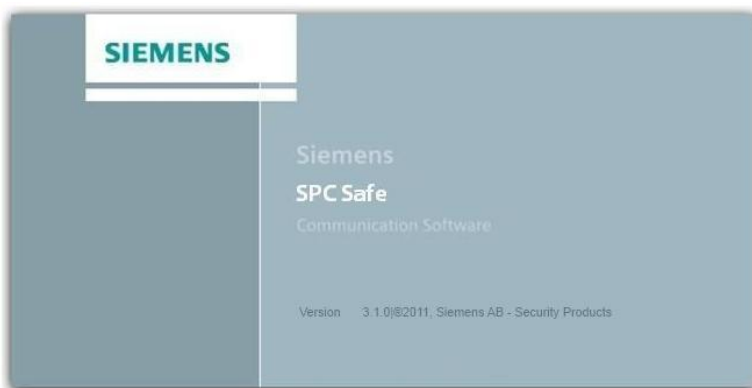 SIEMENS
Siemens
SPC Safe
Communication Software
Version 3.1.0|®2011, Siemens AB - Security Products